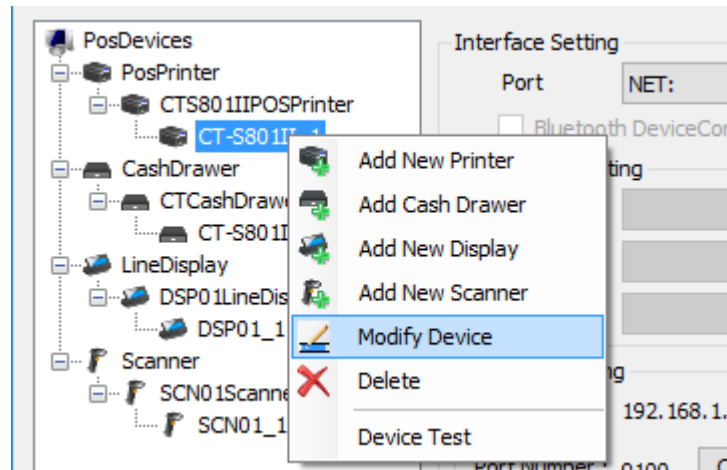 PosDevices
PosPrinter
CTS801IIPOSPrinter
CT-S801II_1
CashDrawer
CTCashDraw
CT-S801I
LineDisplay
DSP01LineDis
DSP01_1
Scanner
SCN01Scanne
SCN01_1
Add New Printer
Add Cash Drawer
Add New Display
Add New Scanner
Modify Device
Delete
Device Test
Interface Setting
Port NET:
Bluetooth DeviceCon
ting
192.168.1.
Port Number : 9100